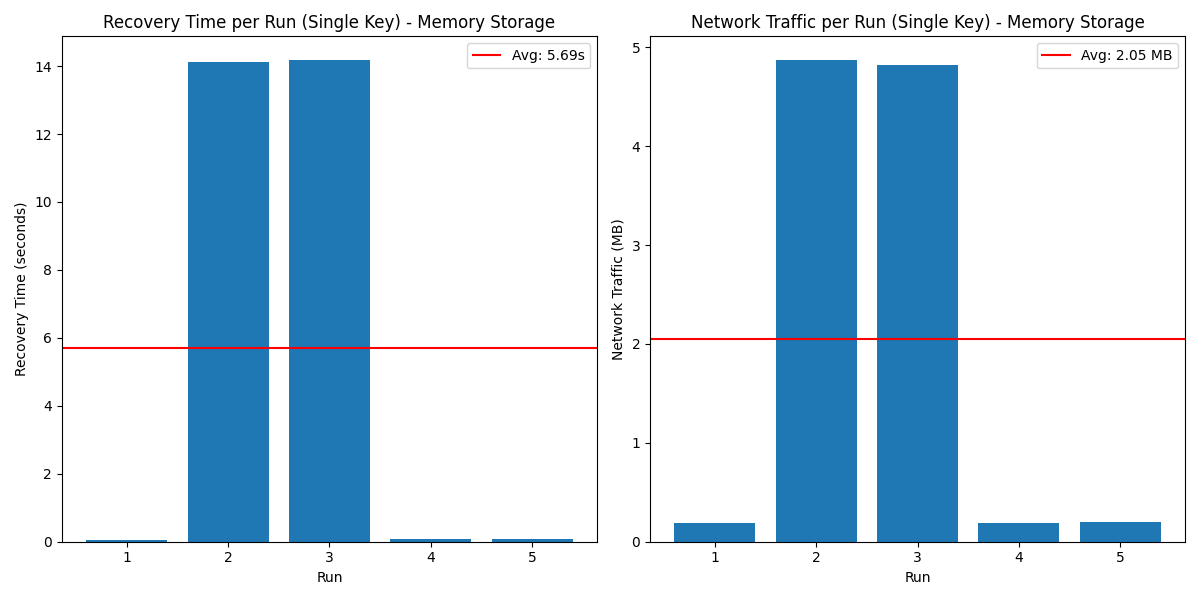 Recovery Time per Run (Single Key) - Memory Storage
Avg: 5.69s
14
12
10
8
6
4
2
0
Recovery Time (seconds)
1 2 3 4 5
Run
Network Traffic per Run (Single Key) - Memory Storage
Avg: 2.05 MB
5
4
3
2
1
0
Network Traffic (MB)
1 2 3 4 5
Run